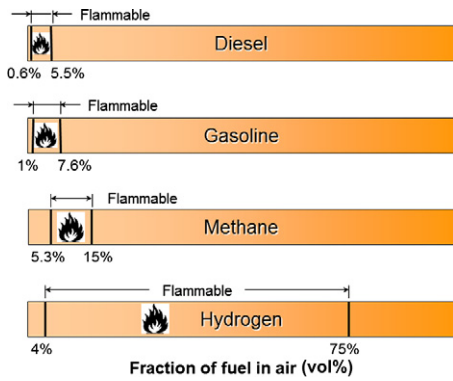 Flammable
Diesel
0.6% 5.5%
Flammable
Gasoline
1% 7.6%
Flammable
Methane
5.3% 15%
Flammable
Hydrogen
4% 75%
Fraction of fuel in air (vol%)